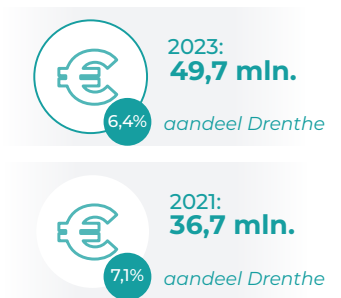 2023:
49,7 mln.
6,4%
aandeel Drenthe
2021:
36,7 mln.
7,1%
aandeel Drenthe